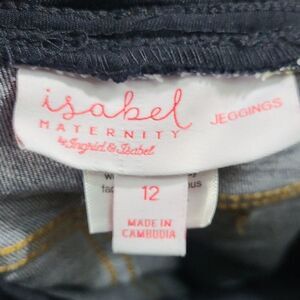 isabel
MATERNITY
by Ingrid & Isabel
JEGGINGS
12
MADE IN
CAMBODIA